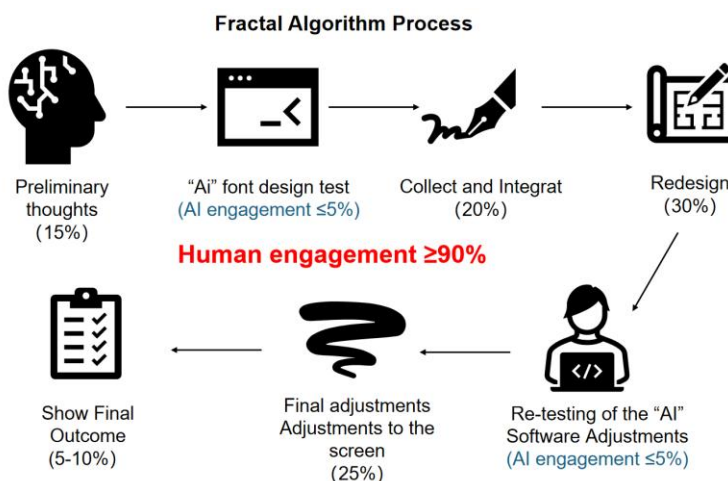 Fractal Algorithm Process
Preliminary
thoughts
(15%)
“Ai” font design test
(AI engagement ≤5%)
Collect and Integrat
(20%)
Redesign
(30%)
Human engagement ≥90%
Show Final
Outcome
(5-10%)
Final adjustments
Adjustments to the
screen
(25%)
</>
Re-testing of the “AI”
Software Adjustments
(AI engagement ≤5%)